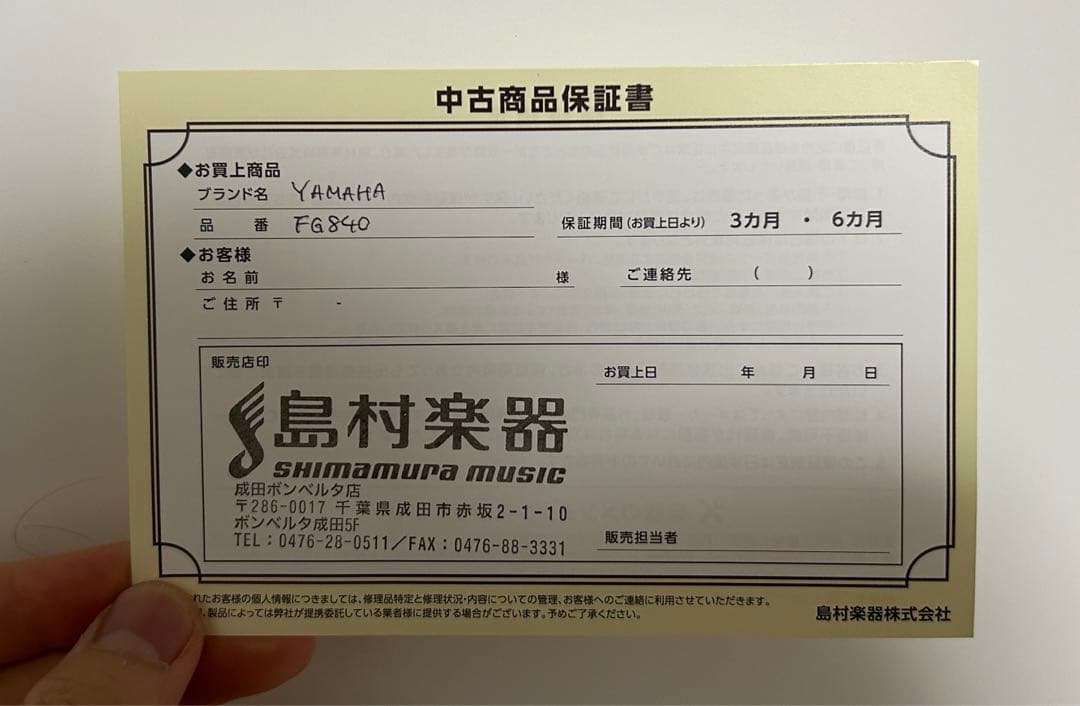 中古商品保証書
◆お買上商品
ブランド名 YAMAHA
品番 FG840
保証期間(お買上日より) 3カ月 ・ 6カ月
◆お客様
お名前 様
ご連絡先 ( )
ご住所 〒 -
販売店印
お買上日 年 月 日
島村楽器
SHIMAMURA MUSIC
成田ボンベルタ店
〒286-0017 千葉県成田市赤坂2-1-10
ボンベルタ成田5F
TEL:0476-28-0511/FAX:0476-88-3331
販売担当者
れたお客様の個人情報につきましては、修理品特定と修理状況・内容についての管理、お客様へのご連絡に利用させていただきます。
製品によっては弊社が提携委託している業者様に提供する場合がございます。予めご了承ください。
島村楽器株式会社